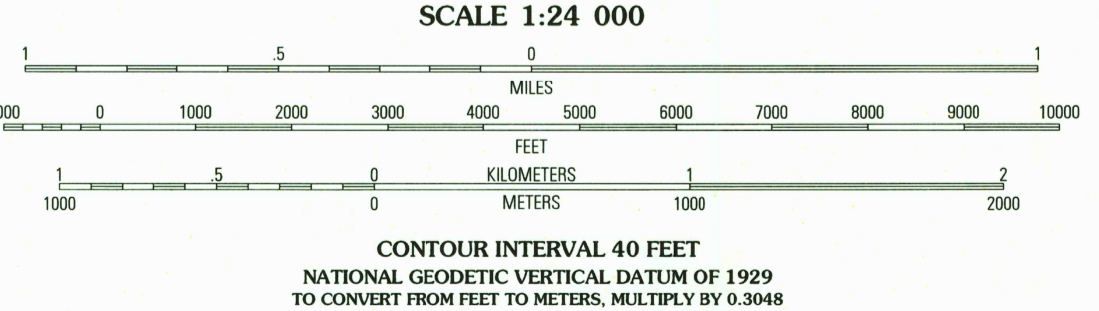 SCALE 1:24 000
1 .5 0 1
MILES
0 1000 2000 3000 4000 5000 6000 7000 8000 9000 10000
FEET
1 .5 0 KILOMETERS 1 2
1000 0 METERS 1000 2000
CONTOUR INTERVAL 40 FEET
NATIONAL GEODETIC VERTICAL DATUM OF 1929
TO CONVERT FROM FEET TO METERS, MULTIPLY BY 0.3048